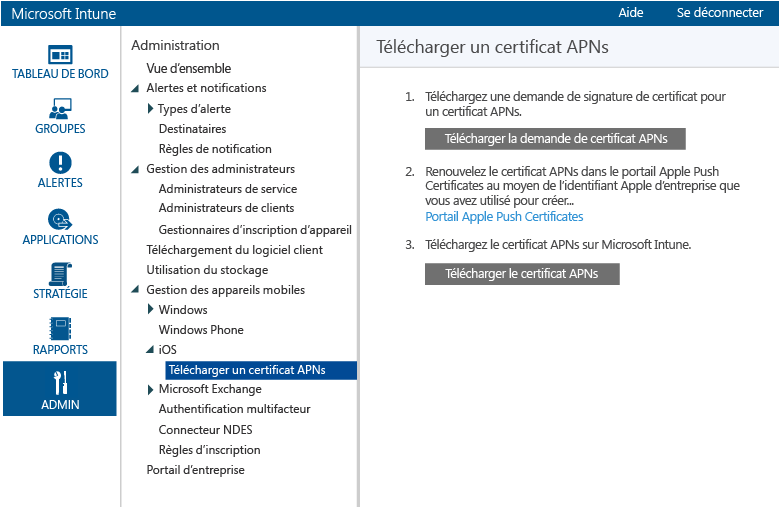 Microsoft Intune
Aide
Se déconnecter
TABLEAU DE BORD
GROUPES
ALERTES
APPLICATIONS
STRATÉGIE
RAPPORTS
ADMIN
Administration
Vue d’ensemble
Alertes et notifications
Types d’alerte
Destinataires
Règles de notification
Gestion des administrateurs
Administrateurs de service
Administrateurs de clients
Gestionnaires d’inscription d’appareil
Téléchargement du logiciel client
Utilisation du stockage
Gestion des appareils mobiles
Windows
Windows Phone
iOS
Télécharger un certificat APNs
Microsoft Exchange
Authentification multifacteur
Connecteur NDES
Règles d’inscription
Portail d’entreprise
Télécharger un certificat APNs
1. Téléchargez une demande de signature de certificat pour
un certificat APNs.
Télécharger la demande de certificat APNs
2. Renouvelez le certificat APNs dans le portail Apple Push
Certificates au moyen de l’identifiant Apple d’entreprise que
vous avez utilisé pour créer...
Portail Apple Push Certificates
3. Téléchargez le certificat APNs sur Microsoft Intune.
Télécharger le certificat APNs